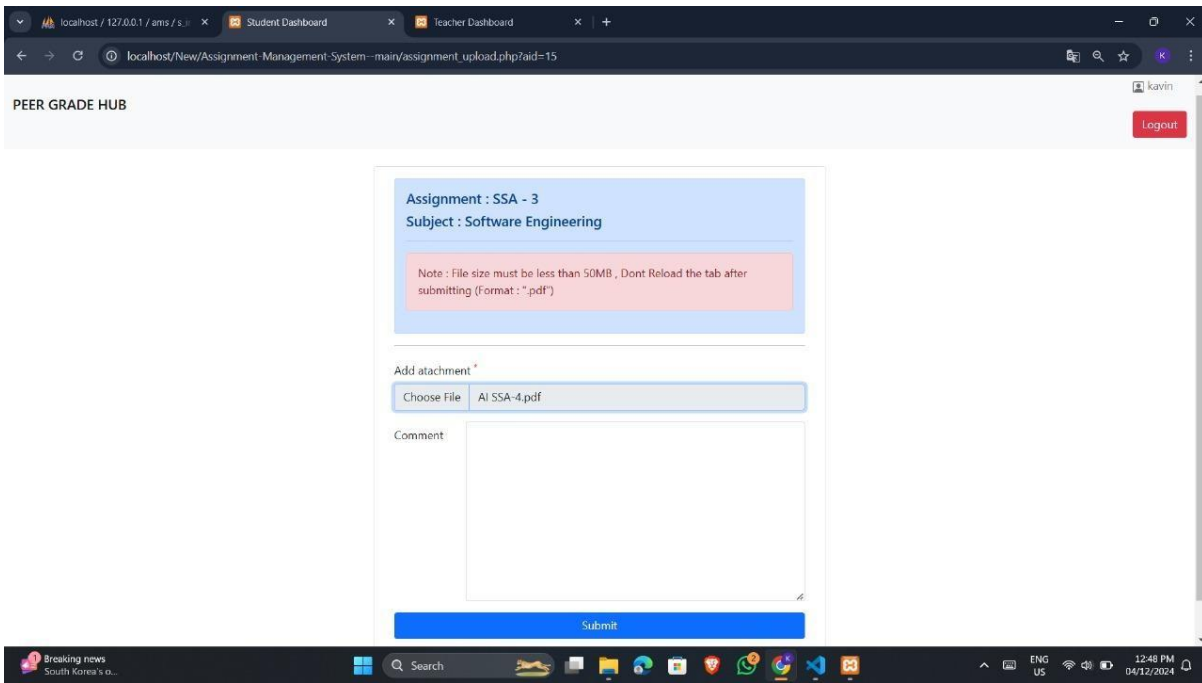 localhost / 127.0.0.1 / ams / s_
Student Dashboard
Teacher Dashboard
localhost/New/Assignment-Management-System--main/assignment_upload.php?aid=15
K
kavin
PEER GRADE HUB
Logout
Assignment : SSA - 3
Subject : Software Engineering
Note : File size must be less than 50MB , Dont Reload the tab after
submitting (Format : ".pdf")
Add atachment *
Choose File AI SSA-4.pdf
Comment
Submit
1
Breaking news
South Korea's o...
Search
2
ENG
US
12:48 PM
04/12/2024